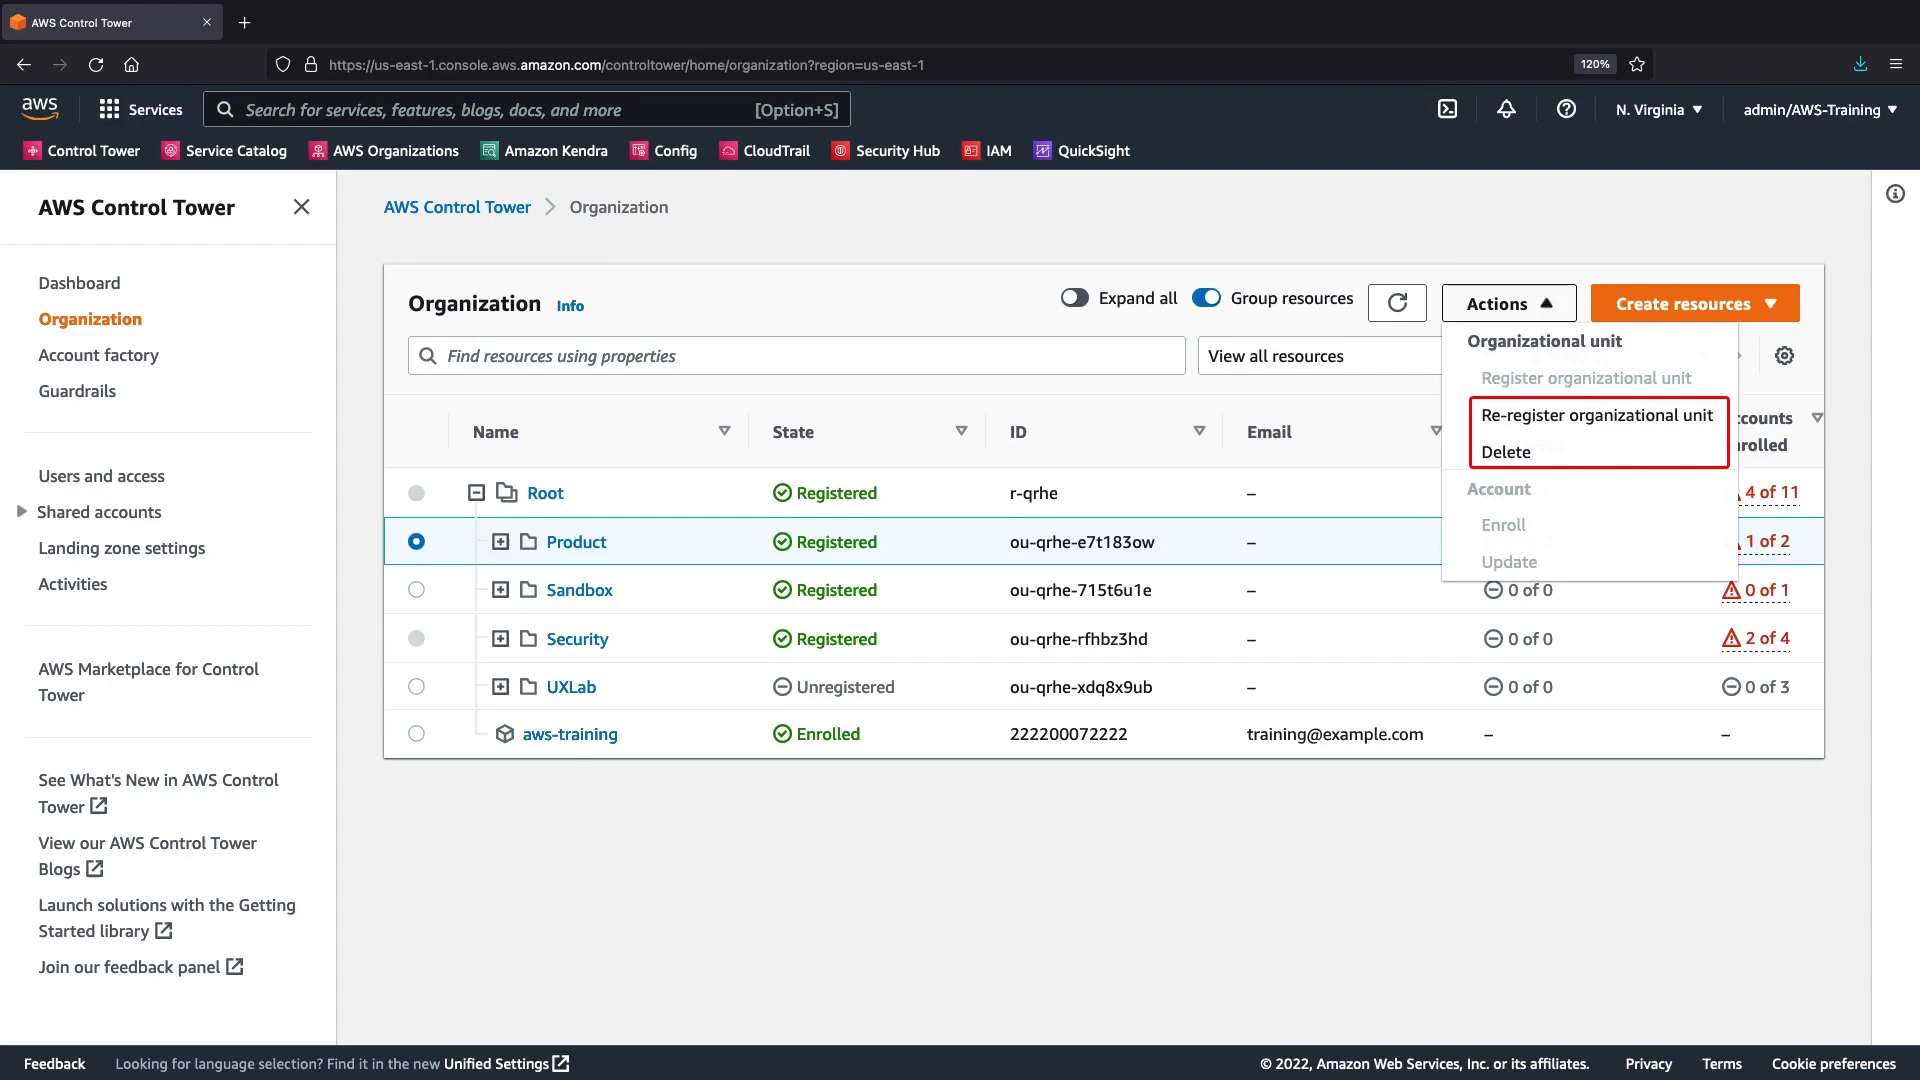 AWS Control Tower
https://us-east-1.console.aws.amazon.com/controltower/home/organization?region=us-east-1
120%
aws
Services
Search for services, features, blogs, docs, and more [Option+S]
N. Virginia
admin/AWS-Training
Control Tower
Service Catalog
AWS Organizations
Amazon Kendra
Config
CloudTrail
Security Hub
IAM
QuickSight
AWS Control Tower
Dashboard
Organization
Account factory
Guardrails
Users and access
Shared accounts
Landing zone settings
Activities
AWS Marketplace for Control
Tower
See What's New in AWS Control
Tower
View our AWS Control Tower
Blogs
Launch solutions with the Getting
Started library
Join our feedback panel
AWS Control Tower > Organization
Organization Info
Expand all
Group resources
Actions
Create resources
Find resources using properties
View all resources
Organizational unit
Register organizational unit
Re-register organizational unit
Delete
Account
Enroll
Update
Name State ID Email
counts
rolled
Root Registered r-qrhe – 4 of 11
Product Registered ou-qrhe-e7t183ow – 1 of 2
Sandbox Registered ou-qrhe-715t6u1e – 0 of 0 0 of 1
Security Registered ou-qrhe-rfhbz3hd – 0 of 0 2 of 4
UXLab Unregistered ou-qrhe-xdq8x9ub – 0 of 0 0 of 3
aws-training Enrolled 222200072222 training@example.com – –
Feedback
Looking for language selection? Find it in the new Unified Settings
© 2022, Amazon Web Services, Inc. or its affiliates.
Privacy
Terms
Cookie preferences